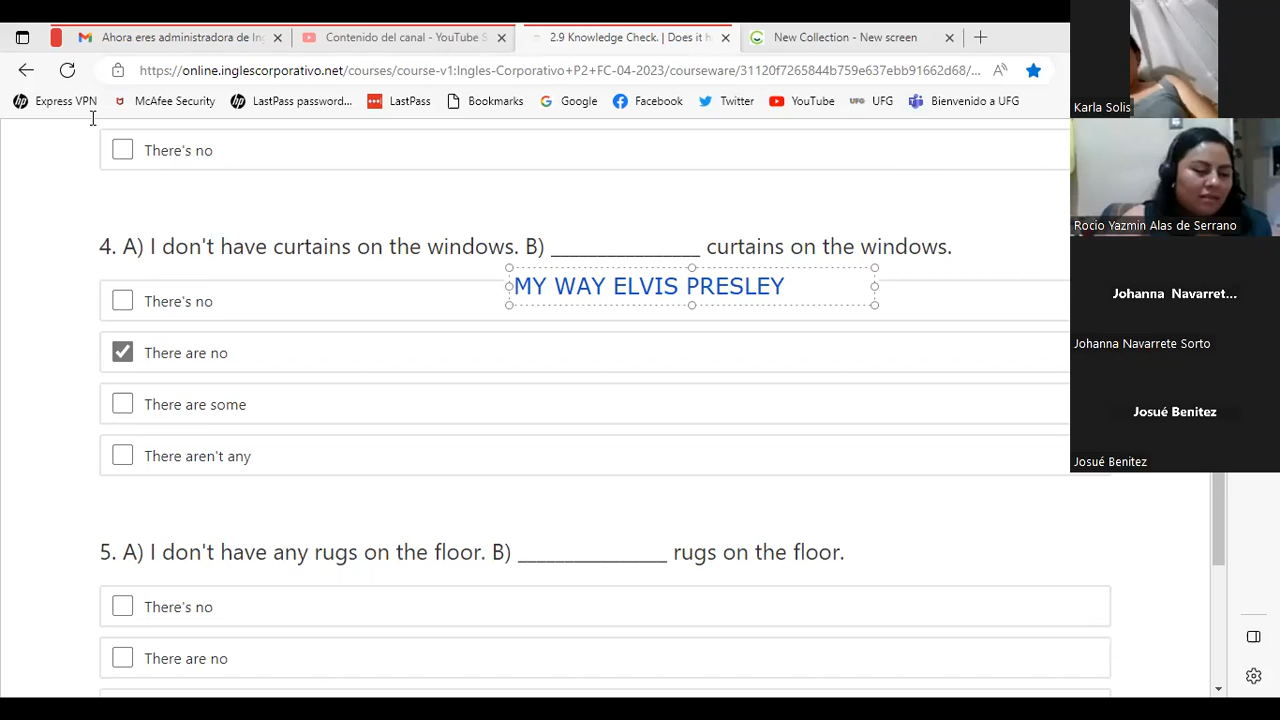 Ahora eres administradora de Ing
Contenido del canal - YouTube S
2.9 Knowledge Check. | Does it h
New Collection - New screen
https://online.inglescorporativo.net/courses/course-v1:Ingles-Corporativo+P2+FC-04-2023/courseware/31120f7265844b759e637ebb91662d68/...
Express VPN
McAfee Security
LastPass password...
LastPass
Bookmarks
Google
Facebook
Twitter
YouTube
UFG
Bienvenido a UFG
Karla Solis
There's no
Rocio Yazmin Alas de Serrano
4. A) I don't have curtains on the windows. B) ________________ curtains on the windows.
MY WAY ELVIS PRESLEY
There's no
Johanna Navarret...
Johanna Navarrete Sorto
There are no
There are some
Josué Benitez
There aren't any
Josué Benitez
5. A) I don't have any rugs on the floor. B) ________________ rugs on the floor.
There's no
There are no